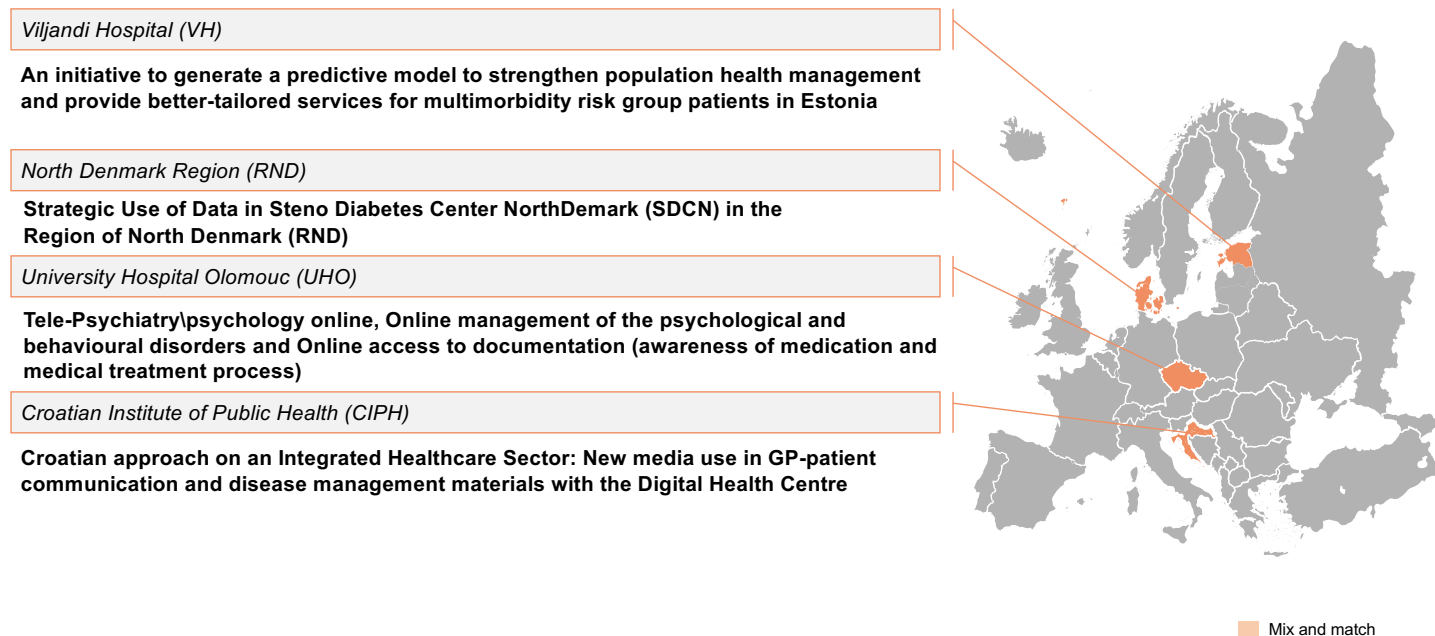 Viljandi Hospital (VH)
An initiative to generate a predictive model to strengthen population health management
and provide better-tailored services for multimorbidity risk group patients in Estonia
North Denmark Region (RND)
Strategic Use of Data in Steno Diabetes Center NorthDemark (SDCN) in the
Region of North Denmark (RND)
University Hospital Olomouc (UHO)
Tele-Psychiatry\psychology online, Online management of the psychological and
behavioural disorders and Online access to documentation (awareness of medication and
medical treatment process)
Croatian Institute of Public Health (CIPH)
Croatian approach on an Integrated Healthcare Sector: New media use in GP-patient
communication and disease management materials with the Digital Health Centre
Mix and match